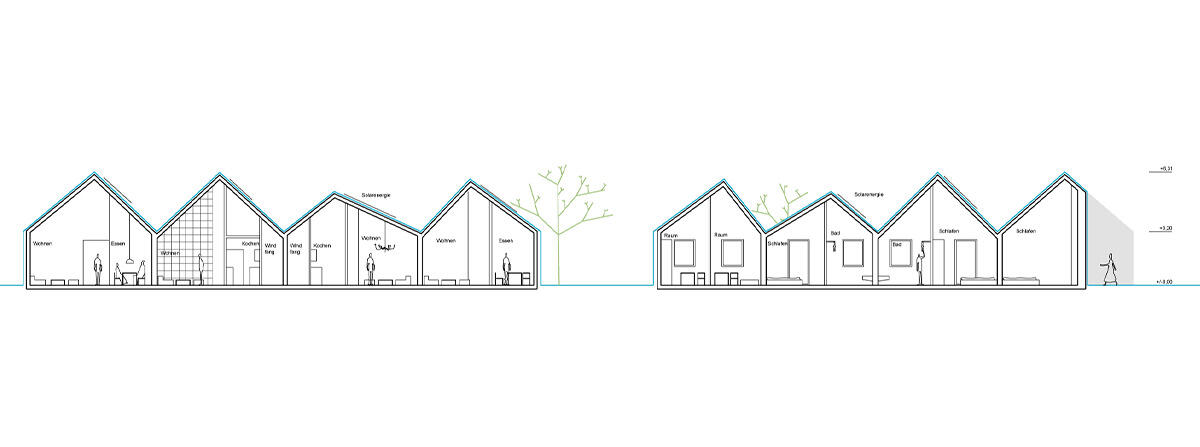 Solarenergie
Wohnen
Essen
Wohnen
Kochen
Wind
fang
Wind
fang
Kochen
Wohnen
Wohnen
Essen
Solarenergie
Raum
Raum
Schlafen
Bad
Bad
Schlafen
Schlafen
+6,31
+3,20
+/-0,00